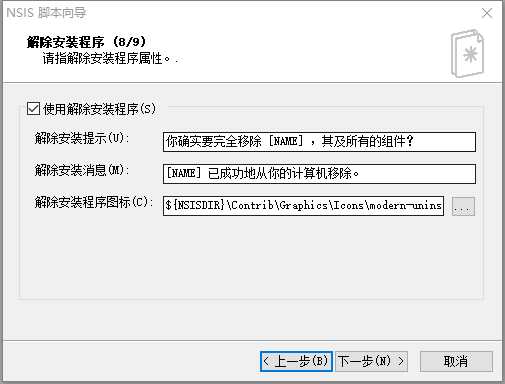 NSIS 脚本向导
解除安装程序 (8/9)
请指解除安装程序属性。.
使用解除安装程序(S)
解除安装提示(U):
你确实要完全移除 [NAME] ，其及所有的组件？
解除安装消息(M):
[NAME] 已成功地从你的计算机移除。
解除安装程序图标(C):
${NSISDIR}\Contrib\Graphics\Icons\modern-unins
...
< 上一步(B)
下一步(N) >
取消